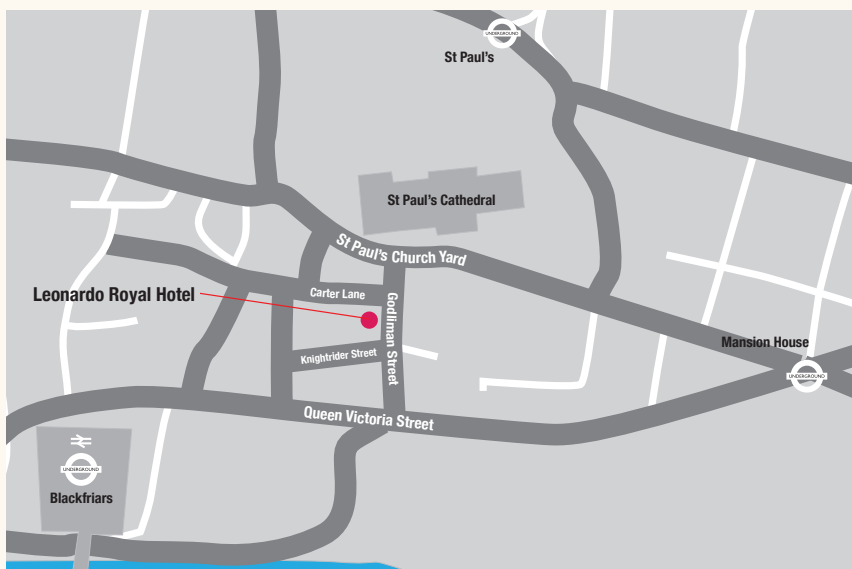 UNDERGROUND
St Paul's
St Paul's Cathedral
St Paul's Church Yard
Leonardo Royal Hotel
Carter Lane
Godliman Street
Knightrider Street
Mansion House
UNDERGROUND
Queen Victoria Street
UNDERGROUND
Blackfriars